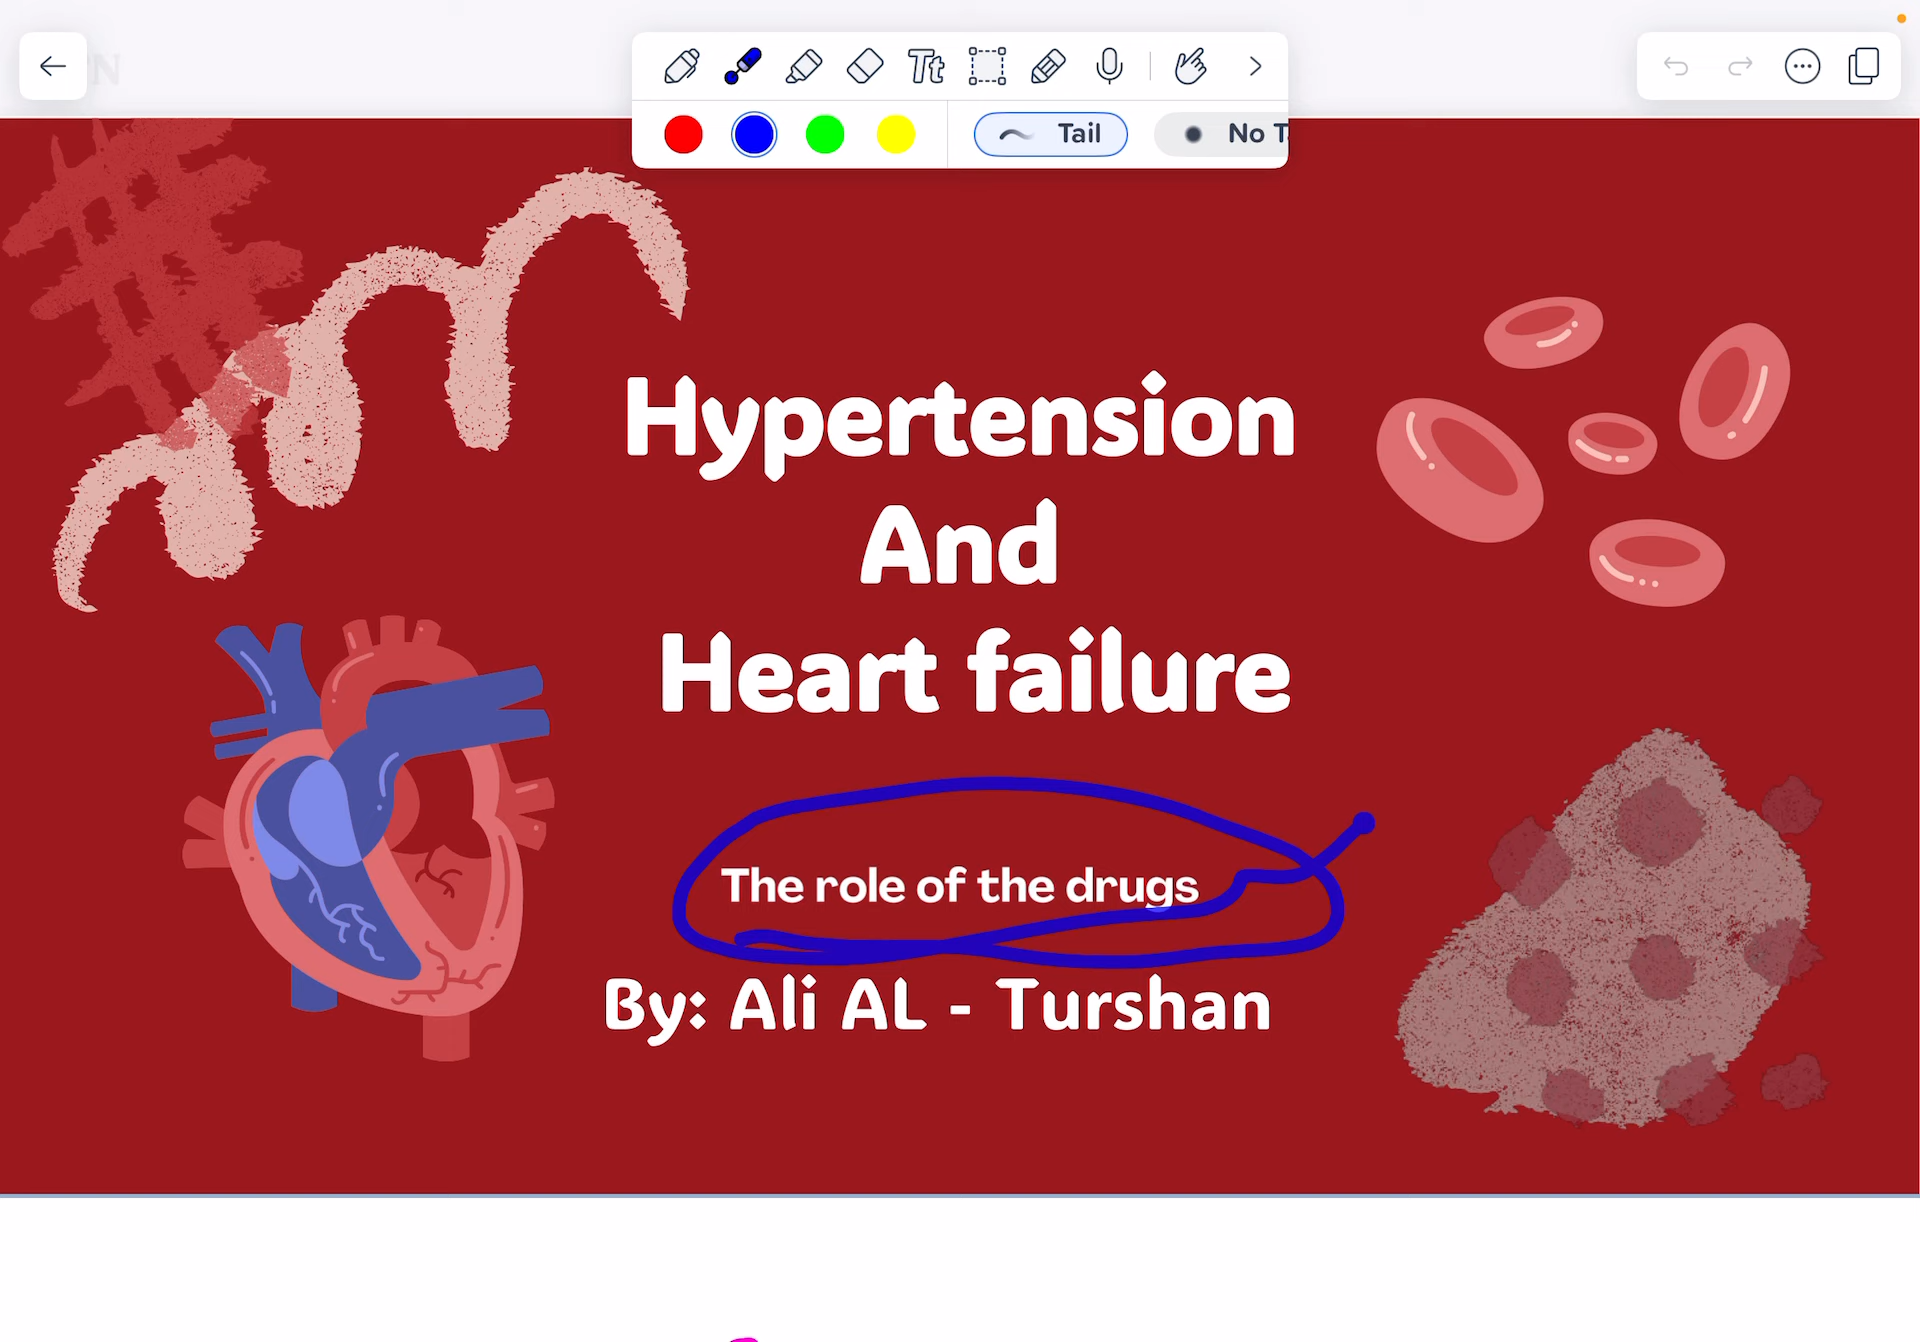 Tail
No T
Hypertension
And
Heart failure
The role of the drugs
By: Ali AL - Turshan